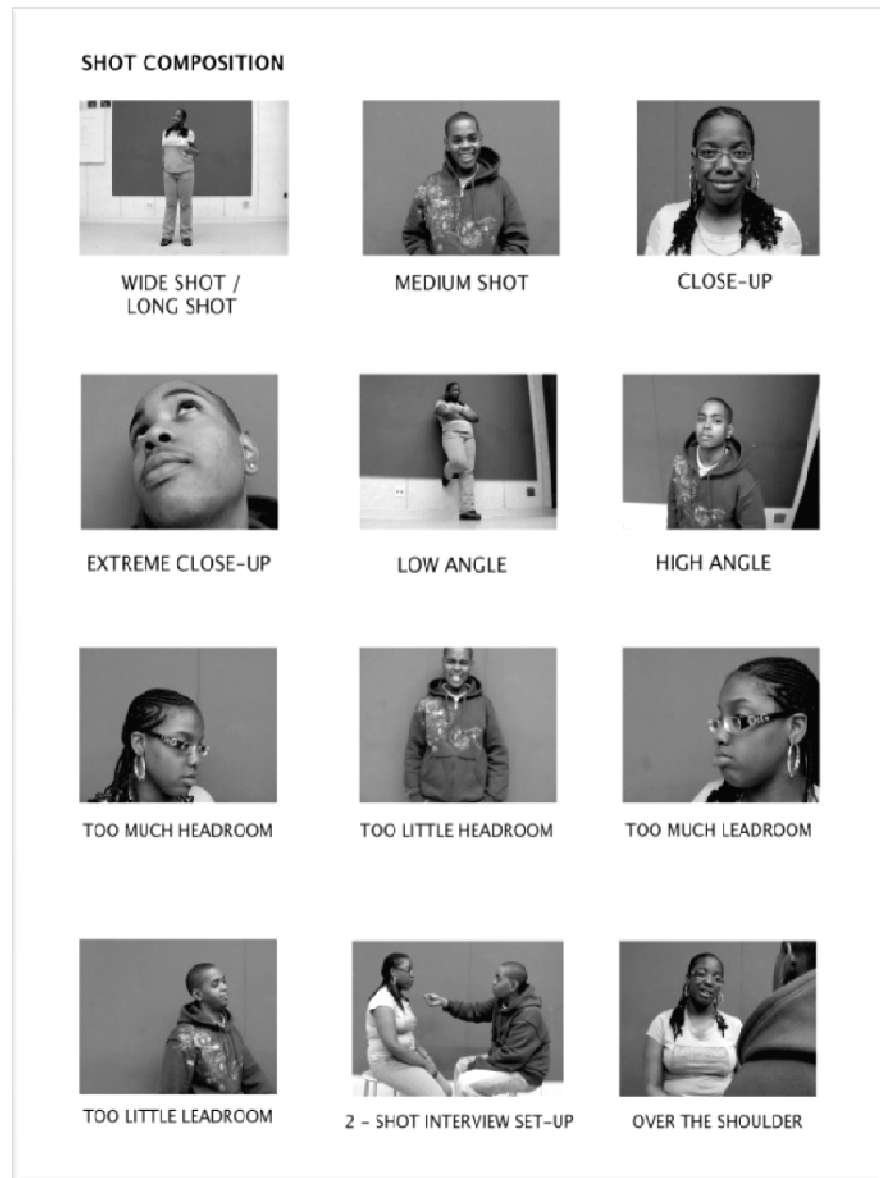 SHOT COMPOSITION
WIDE SHOT /
LONG SHOT
MEDIUM SHOT
CLOSE-UP
EXTREME CLOSE-UP
LOW ANGLE
HIGH ANGLE
TOO MUCH HEADROOM
TOO LITTLE HEADROOM
TOO MUCH LEADROOM
TOO LITTLE LEADROOM
2 - SHOT INTERVIEW SET-UP
OVER THE SHOULDER